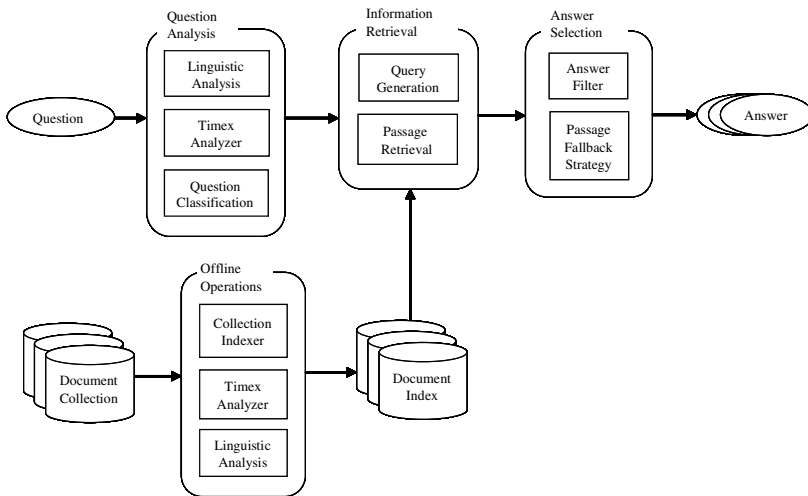 Question
Analysis
Information
Retrieval
Answer
Selection
Linguistic
Analysis
Timex
Analyzer
Question
Classification
Query
Generation
Passage
Retrieval
Answer
Filter
Passage
Fallback
Strategy
Question
Answer
Offline
Operations
Collection
Indexer
Timex
Analyzer
Linguistic
Analysis
Document
Collection
Document
Index